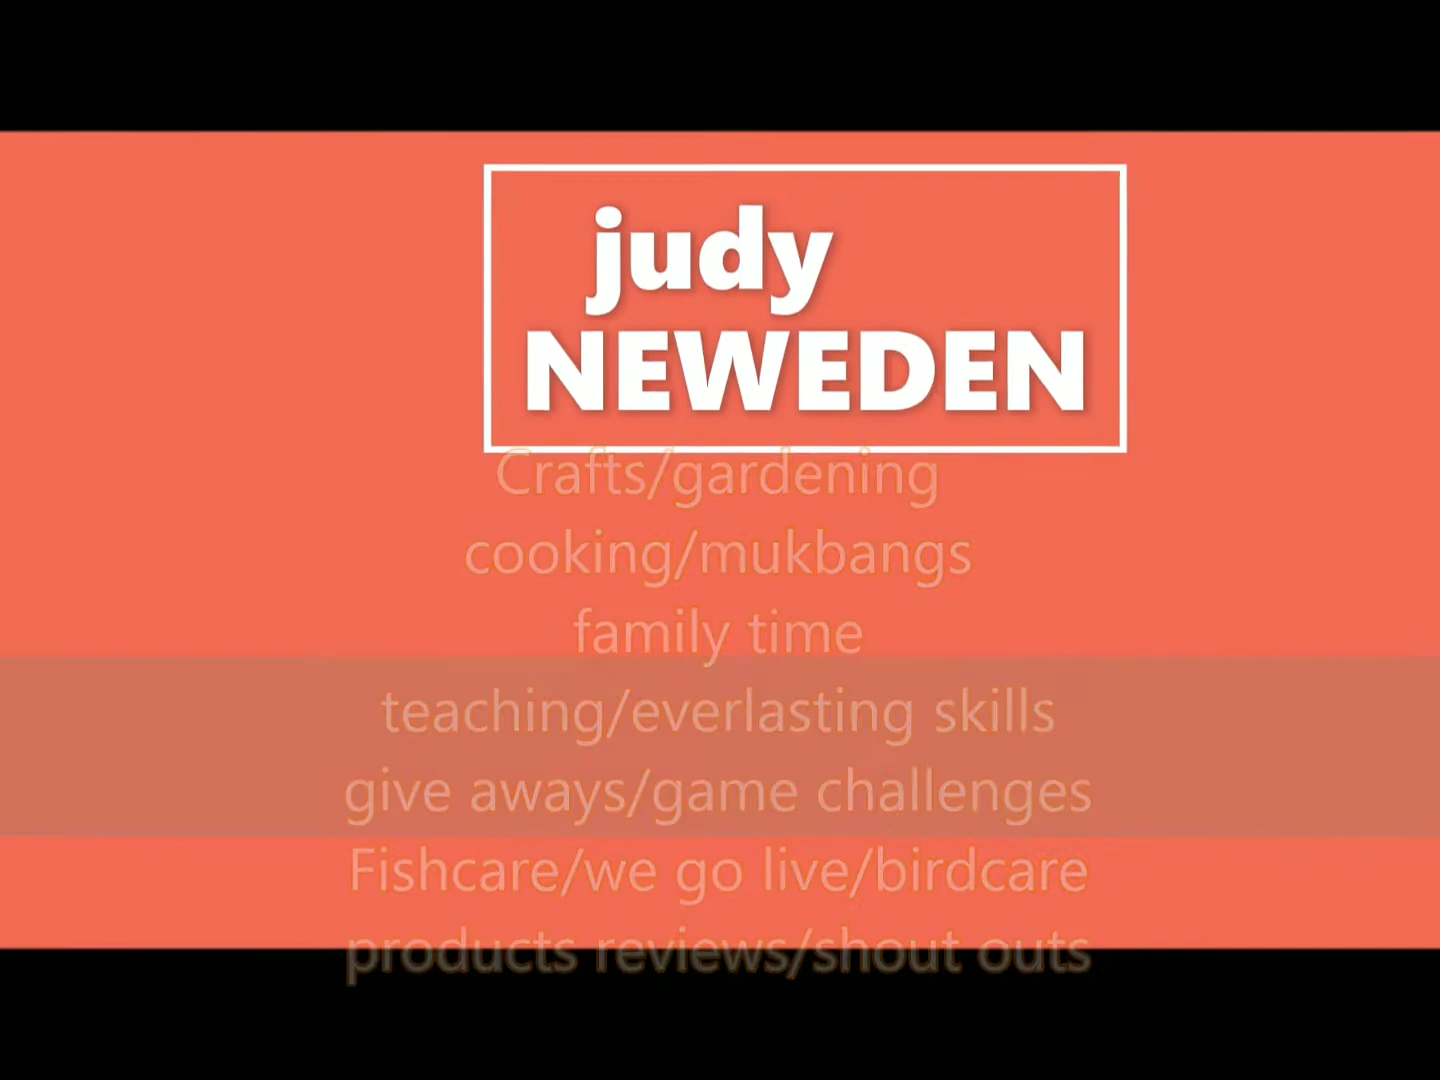 judy
NEWEDEN
Crafts/gardening
cooking/mukbangs
family time
teaching/everlasting skills
give aways/game challenges
Fishcare/we go live/birdcare
products reviews/shout outs